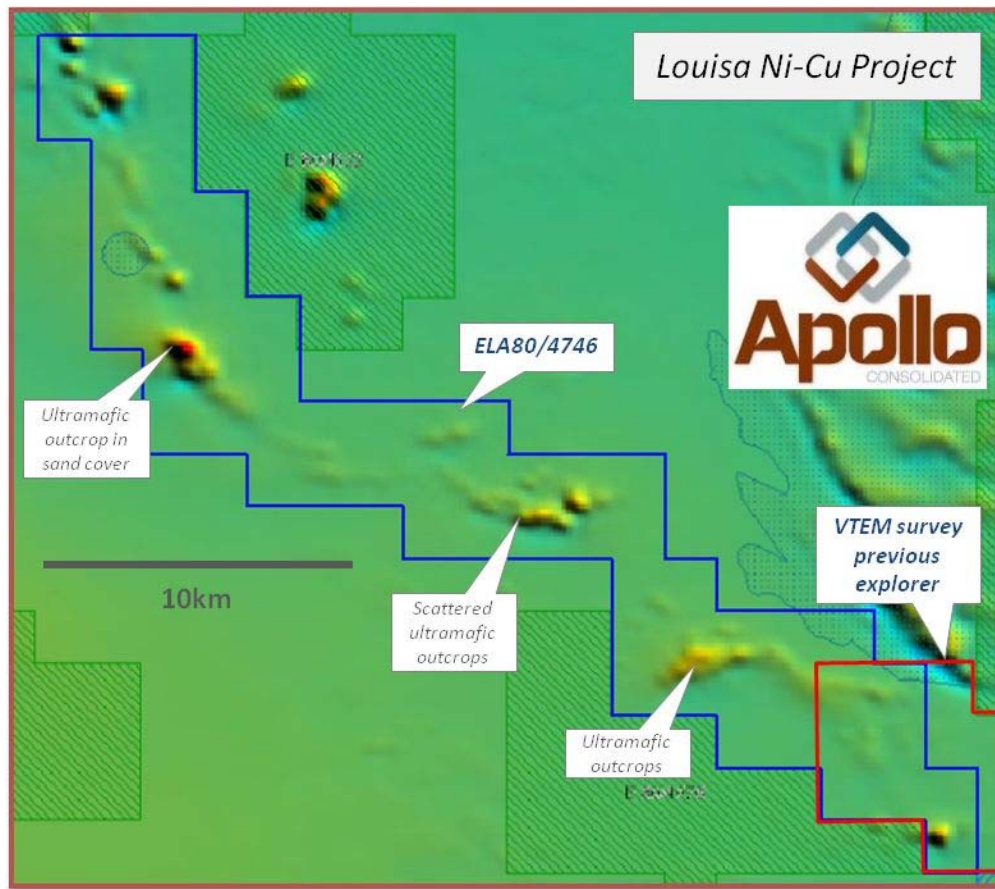 Louisa Ni-Cu Project
Apollo
CONSOLIDATED
ELA80/4746
Ultramafic
outcrop in
sand cover
VTEM survey
previous
explorer
10km
Scattered
ultramafic
outcrops
Ultramafic
outcrops